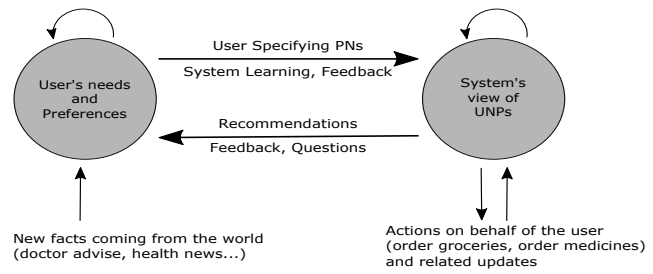 User's needs
and
Preferences
User Specifying PNs
System Learning, Feedback
System's
view of
UNPs
Recommendations
Feedback, Questions
New facts coming from the world
(doctor advise, health news...)
Actions on behalf of the user
(order groceries, order medicines)
and related updates